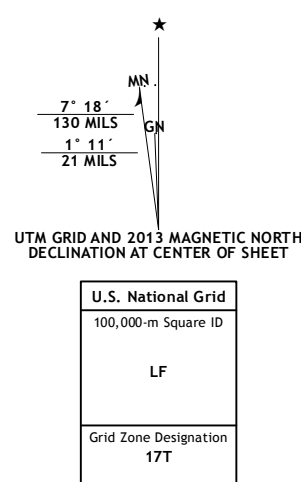 MN
7° 18´
130 MILS
GN
1° 11´
21 MILS
UTM GRID AND 2013 MAGNETIC NORTH
DECLINATION AT CENTER OF SHEET
U.S. National Grid
100,000-m Square ID
LF
Grid Zone Designation
17T